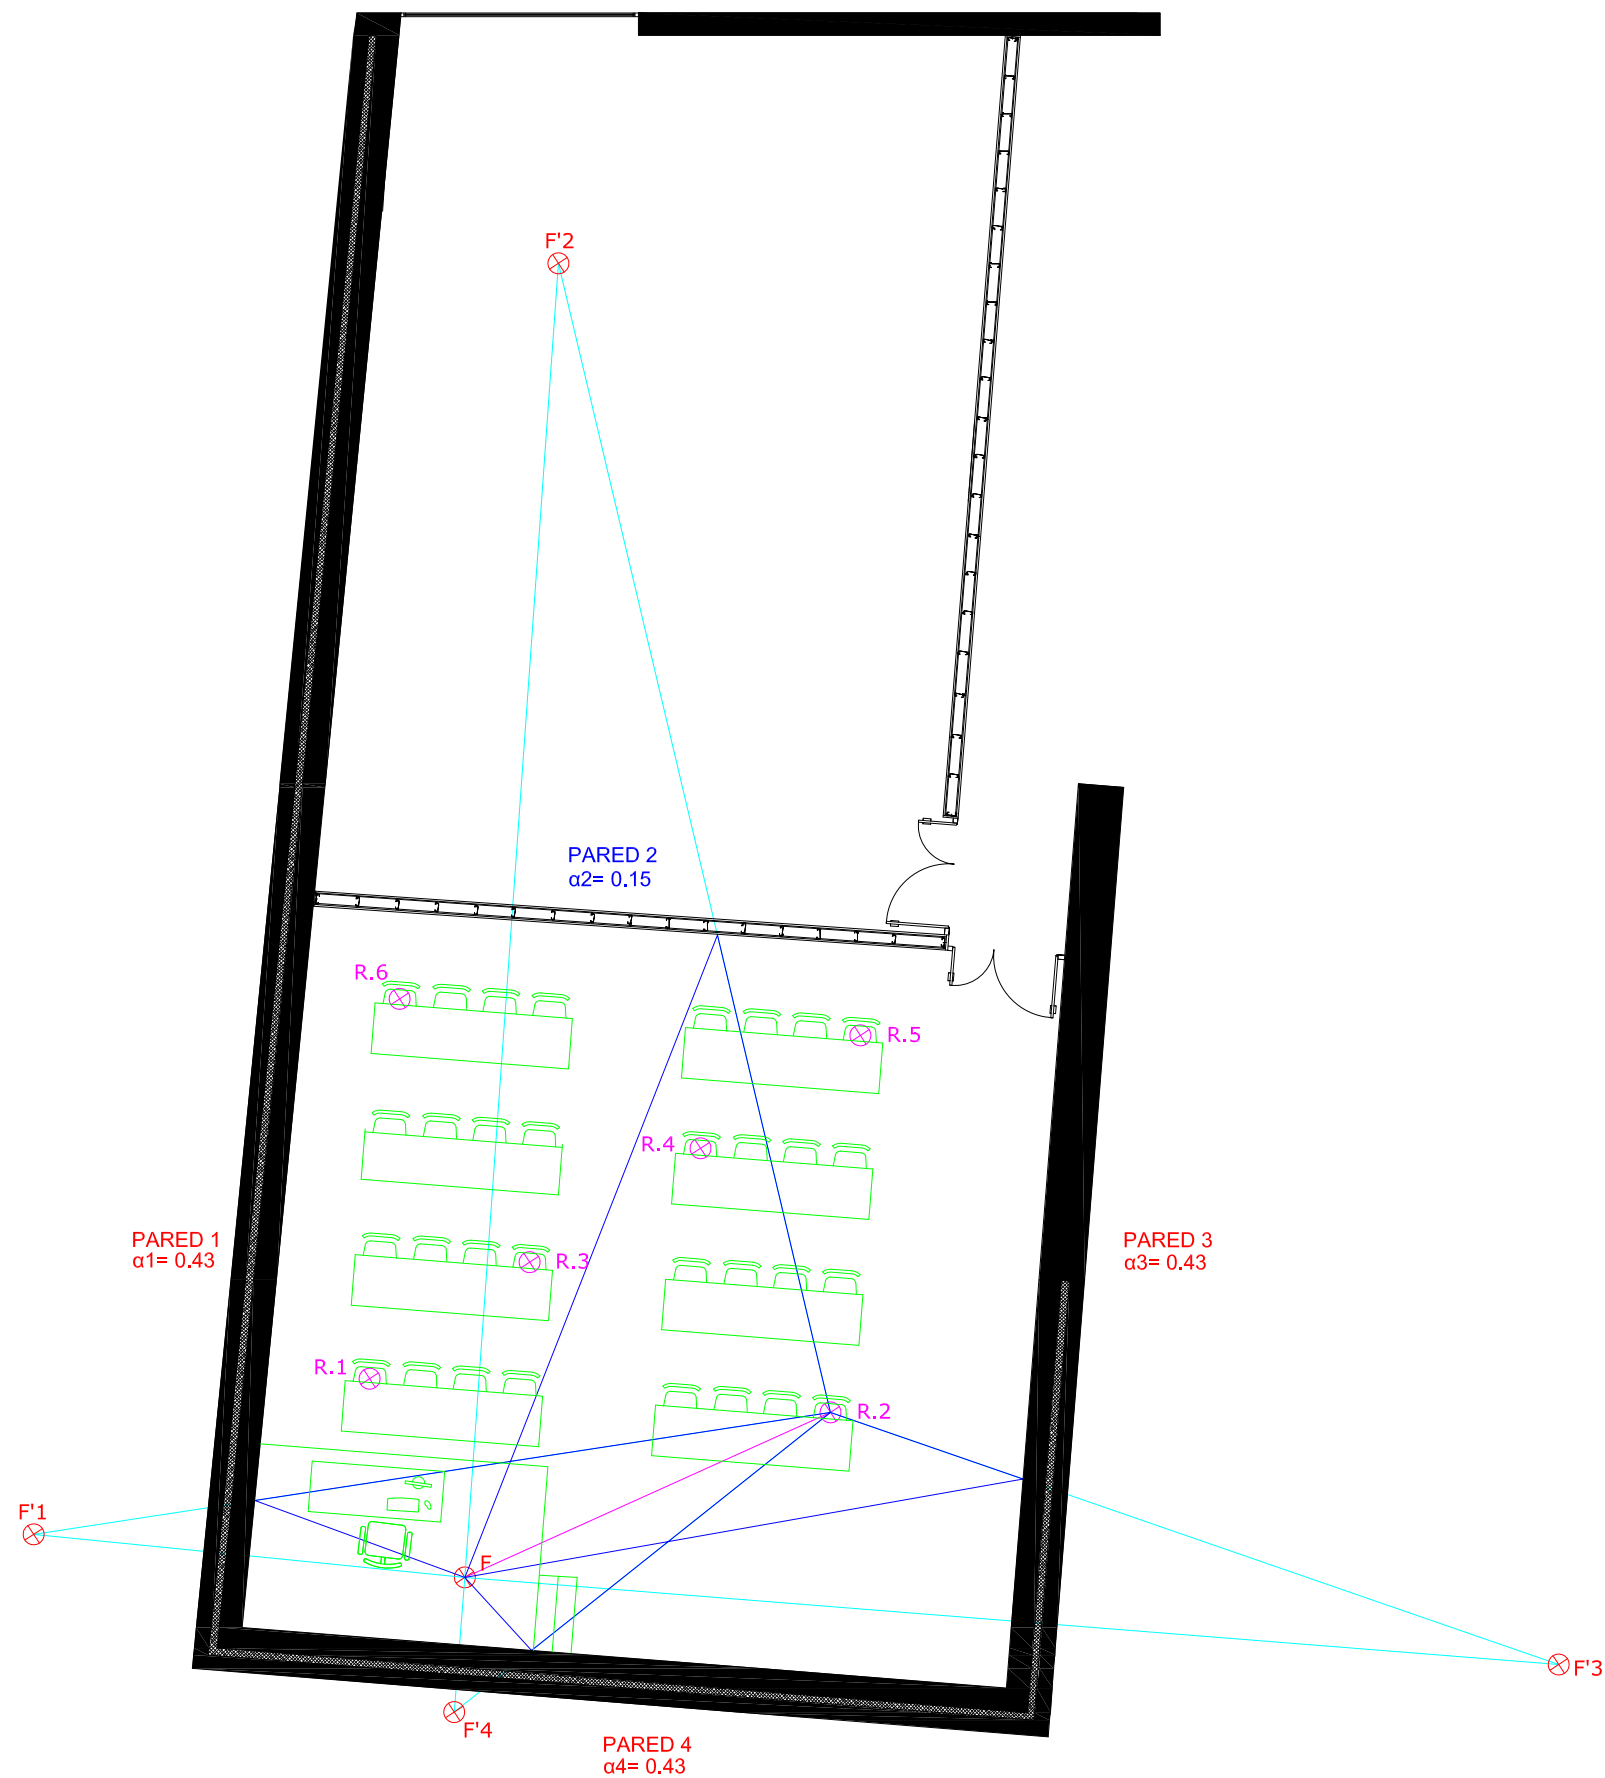 F'2
PARED 2
α2= 0.15
R.6
R.5
R.4
PARED 1
α1= 0.43
R.3
PARED 3
α3= 0.43
R.1
R.2
F'1
F
F'3
F'4
PARED 4
α4= 0.43